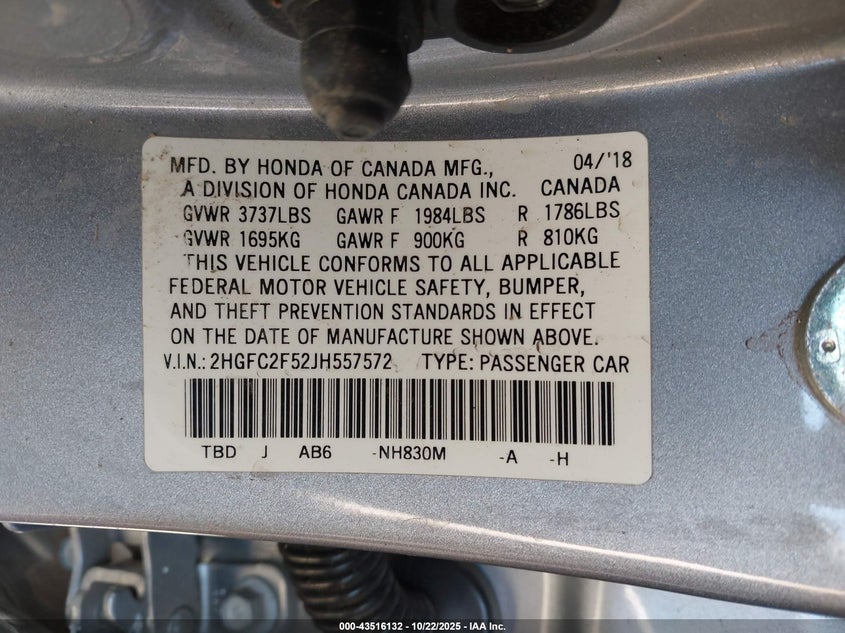 MFD. BY HONDA OF CANADA MFG., 04/'18
A DIVISION OF HONDA CANADA INC. CANADA
GVWR 3737LBS GAWR F 1984LBS R 1786LBS
GVWR 1695KG GAWR F 900KG R 810KG
THIS VEHICLE CONFORMS TO ALL APPLICABLE
FEDERAL MOTOR VEHICLE SAFETY, BUMPER,
AND THEFT PREVENTION STANDARDS IN EFFECT
ON THE DATE OF MANUFACTURE SHOWN ABOVE.
V.I.N.: 2HGFC2F52JH557572 TYPE: PASSENGER CAR
TBD J AB6 -NH830M -A -H
000-43516132 - 10/22/2025 - IAA Inc.